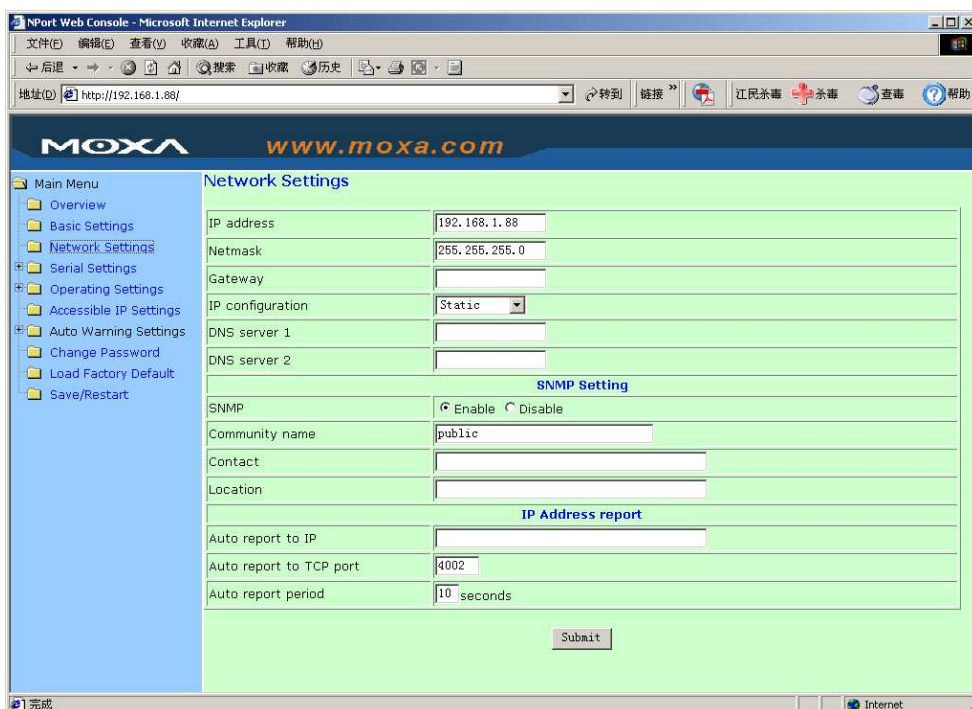 NPort Web Console - Microsoft Internet Explorer
文件(F) 编辑(E) 查看(V) 收藏(A) 工具(T) 帮助(H)
后退 搜索 收藏 历史
地址(D) http://192.168.1.88/ 转到 链接 » 江民杀毒 杀毒 查毒 帮助
MOXA www.moxa.com
Main Menu
Overview
Basic Settings
Network Settings
Serial Settings
Operating Settings
Accessible IP Settings
Auto Warning Settings
Change Password
Load Factory Default
Save/Restart
Network Settings
IP address 192.168.1.88
Netmask 255.255.255.0
Gateway
IP configuration Static
DNS server 1
DNS server 2
SNMP Setting
SNMP Enable Disable
Community name public
Contact
Location
IP Address report
Auto report to IP
Auto report to TCP port 4002
Auto report period 10 seconds
Submit
完成 Internet